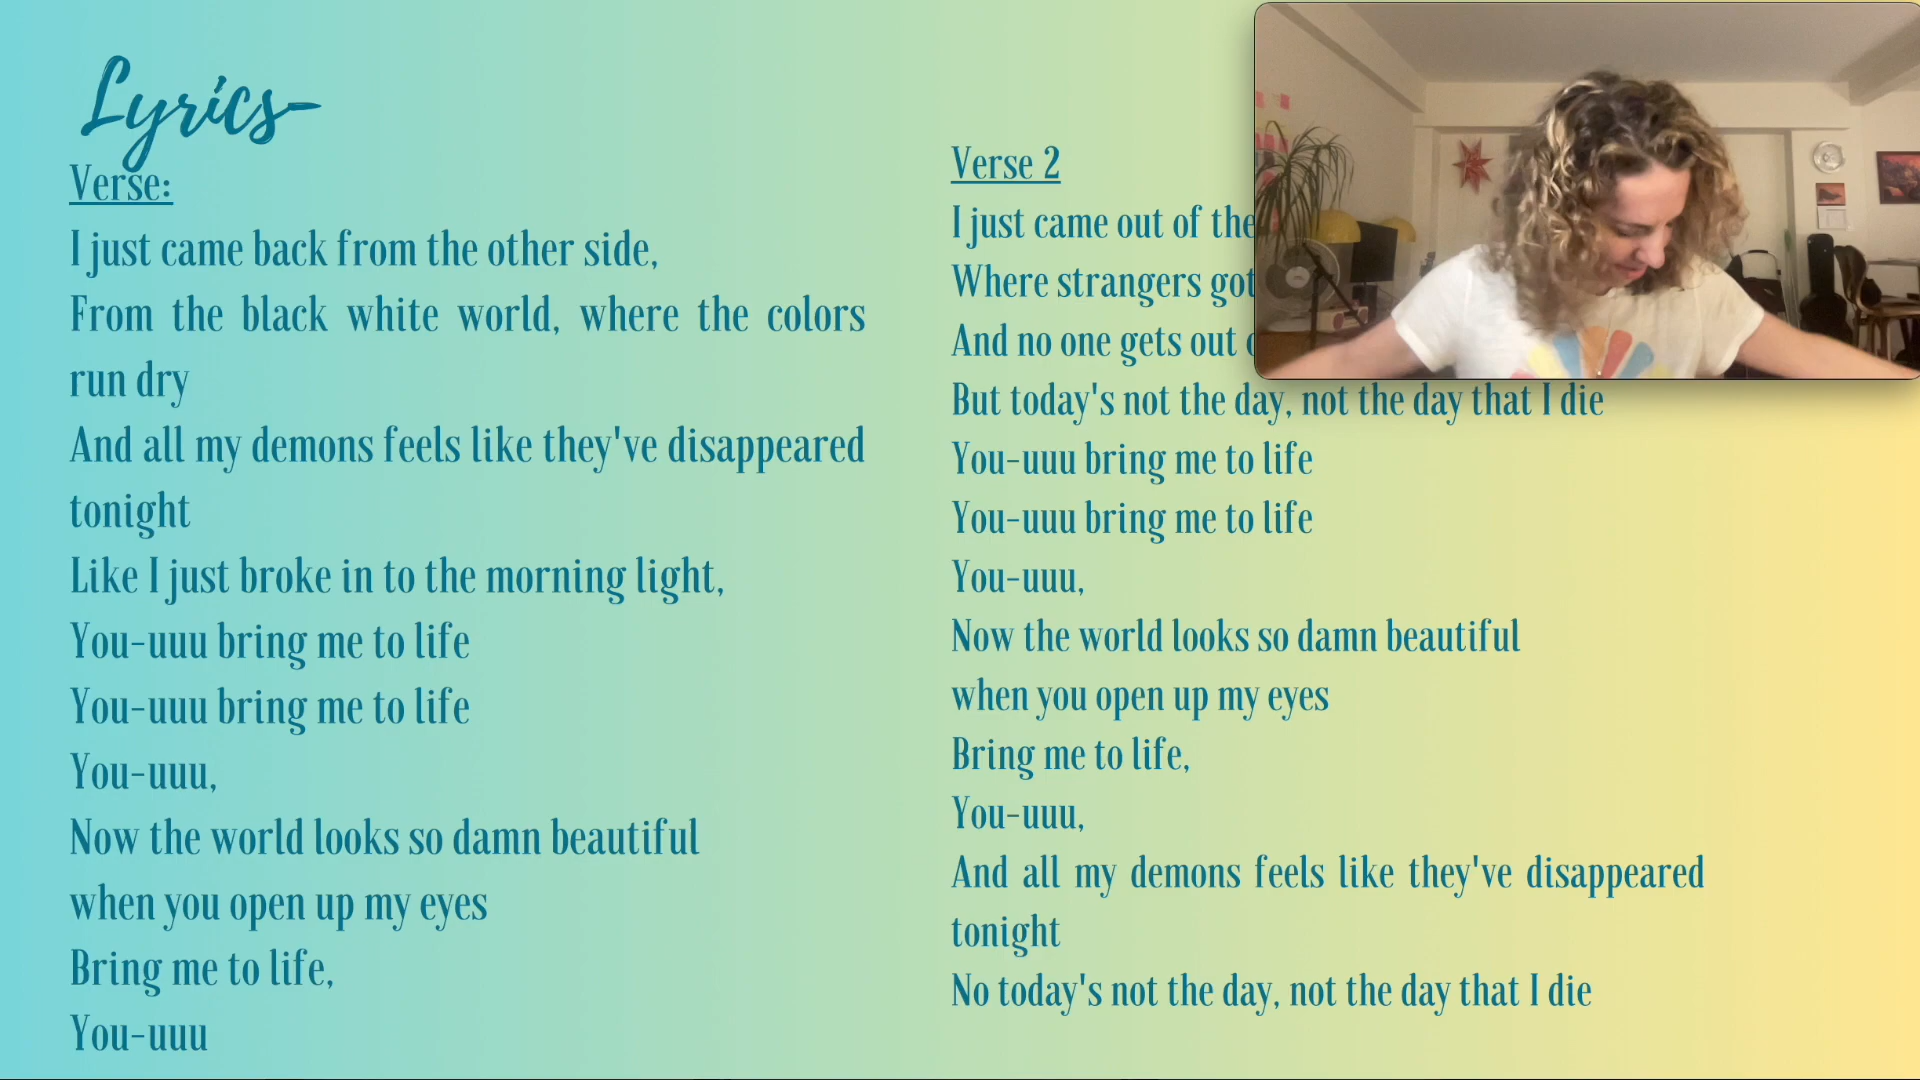 Lyrics-
Verse:
I just came back from the other side,
From the black white world, where the colors
run dry
And all my demons feels like they've disappeared
tonight
Like I just broke in to the morning light,
You-uuu bring me to life
You-uuu bring me to life
You-uuu,
Now the world looks so damn beautiful
when you open up my eyes
Bring me to life,
You-uuu
Verse 2
I just came out of the
Where strangers got
And no one gets out
But today's not the day, not the day that I die
You-uuu bring me to life
You-uuu bring me to life
You-uuu,
Now the world looks so damn beautiful
when you open up my eyes
Bring me to life,
You-uuu,
And all my demons feels like they've disappeared
tonight
No today's not the day, not the day that I die